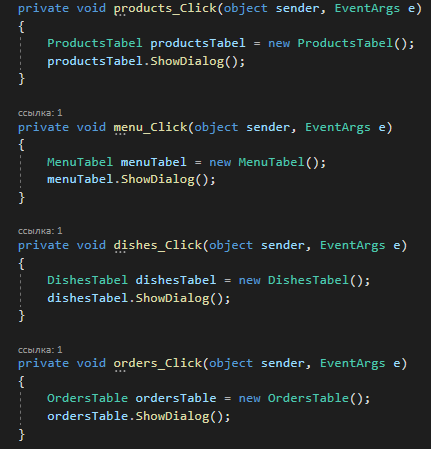 private void products_Click(object sender, EventArgs e)
{
ProductsTabel productsTabel = new ProductsTabel();
productsTabel.ShowDialog();
}
ссылка: 1
private void menu_Click(object sender, EventArgs e)
{
MenuTabel menuTabel = new MenuTabel();
menuTabel.ShowDialog();
}
ссылка: 1
private void dishes_Click(object sender, EventArgs e)
{
DishesTabel dishesTabel = new DishesTabel();
dishesTabel.ShowDialog();
}
ссылка: 1
private void orders_Click(object sender, EventArgs e)
{
OrdersTable ordersTable = new OrdersTable();
ordersTable.ShowDialog();
}